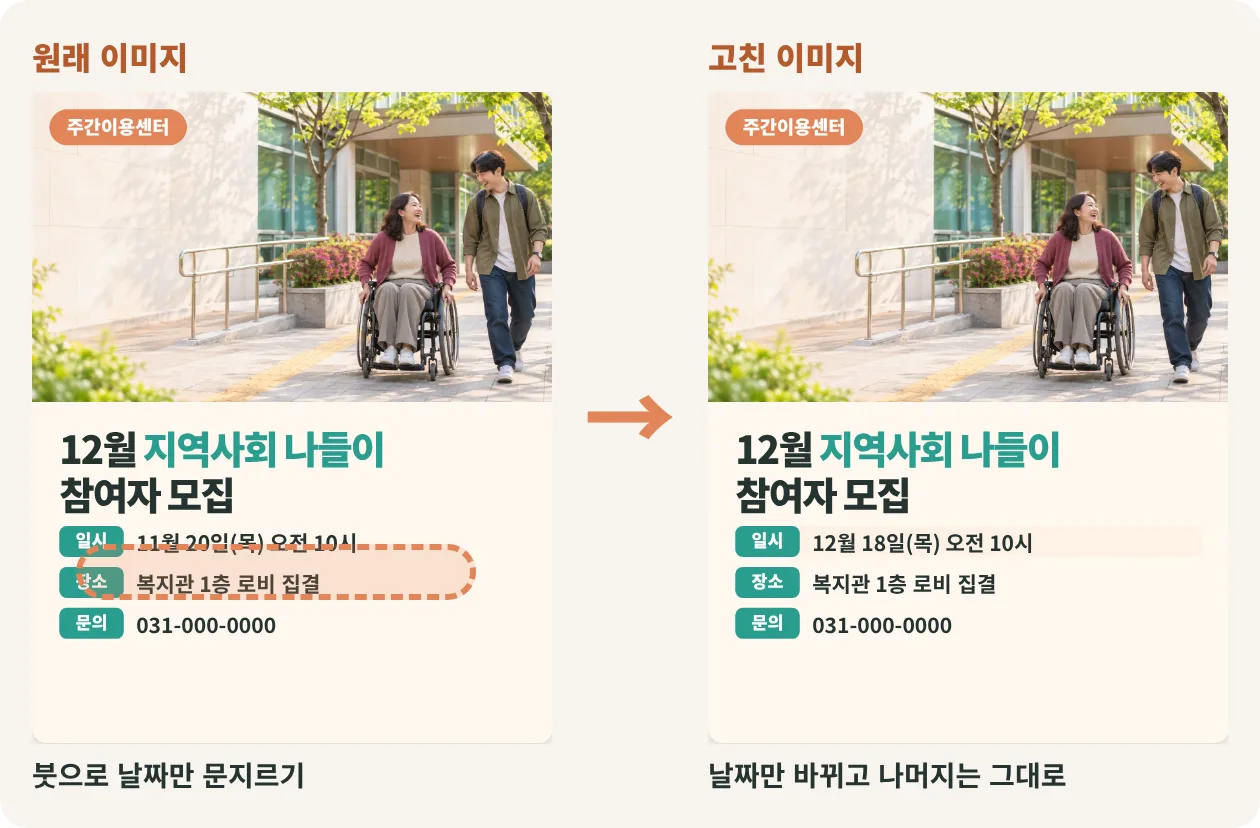 원래 이미지
주간이용센터
12월 지역사회 나들이
참여자 모집
일시 11월 20일(목) 오전 10시
장소 복지관 1층 로비 집결
문의 031-000-0000
붓으로 날짜만 문지르기
고친 이미지
주간이용센터
12월 지역사회 나들이
참여자 모집
일시 12월 18일(목) 오전 10시
장소 복지관 1층 로비 집결
문의 031-000-0000
날짜만 바뀌고 나머지는 그대로